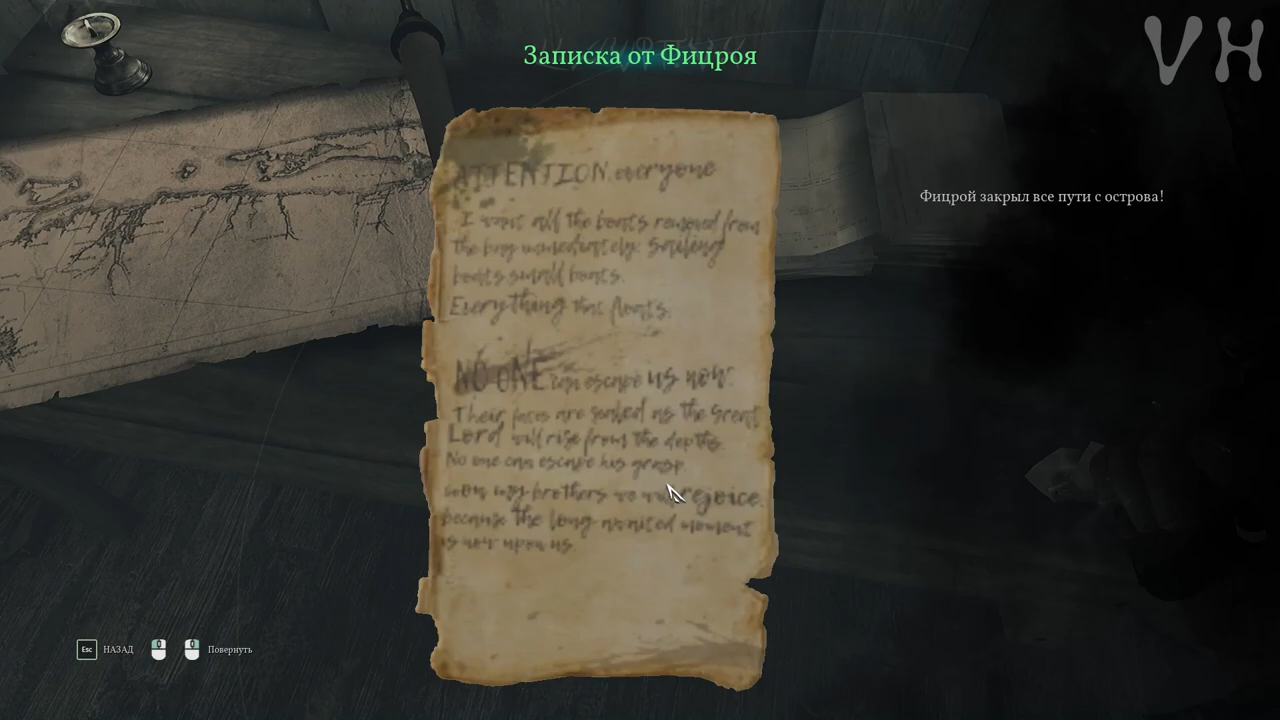 VH
Записка от Фицроя
ATTENTION everyone
I want all the boats removed from
the bay immediately. Sailing
boats small boats.
Everything that floats.
NO ONE can escape us now.
Their fates are sealed as the Great
Lord will rise from the depths.
No one can escape his grasp.
soon my brothers we will rejoice.
because the long awaited moment
is now upon us.
Фицрой закрыл все пути с острова!
Esc НАЗАД
Повернуть